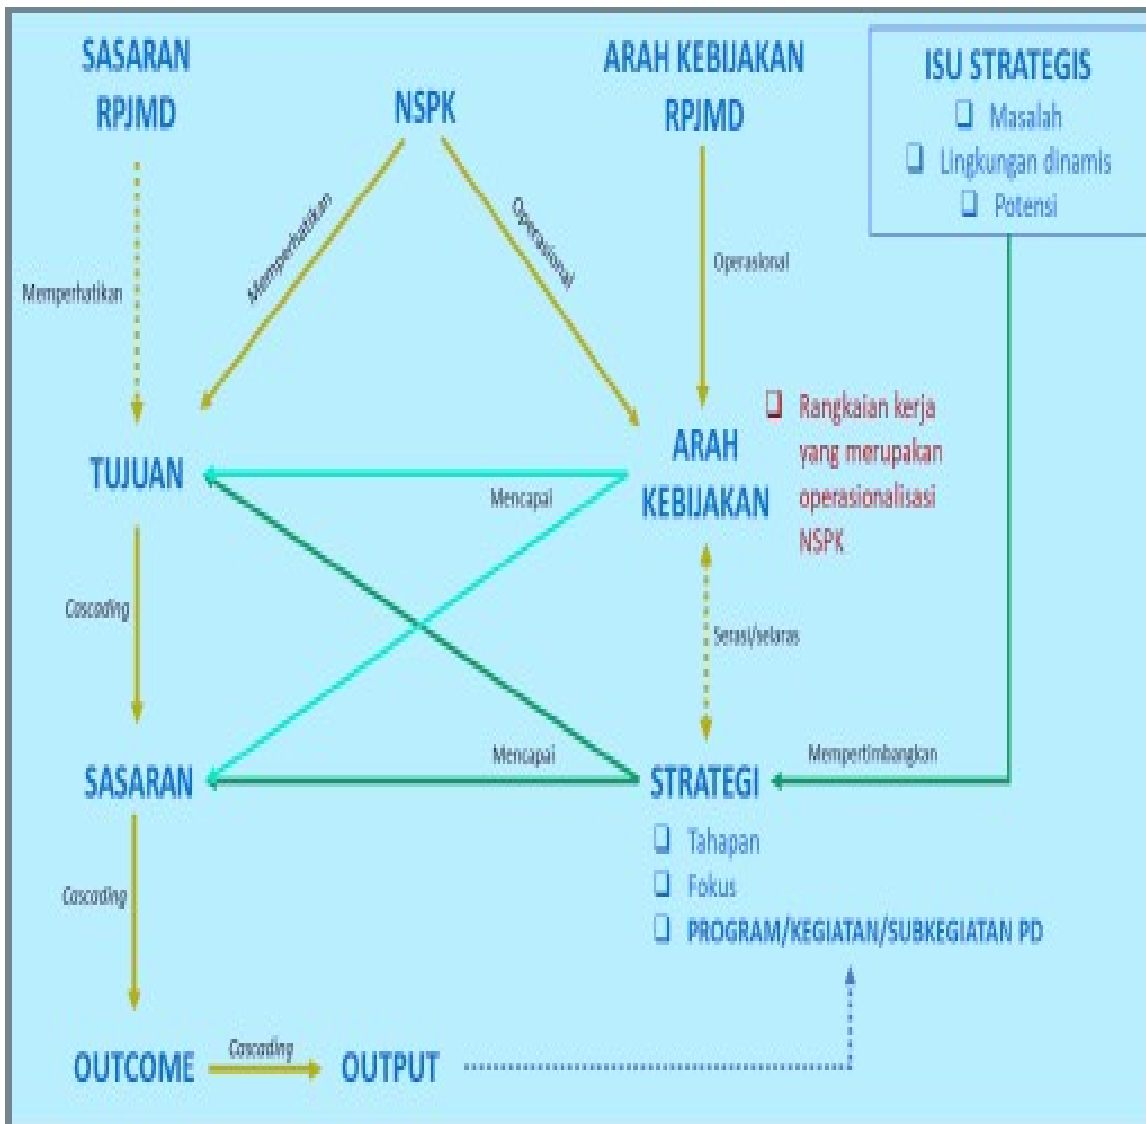 SASARAN
RPJMD
NSPK
ARAH KEBIJAKAN
RPJMD
ISU STRATEGIS
❑ Masalah
❑ Lingkungan dinamis
❑ Potensi
Memperhatikan
Memperhatikan
Operasional
Operasional
TUJUAN
Mencapai
ARAH
KEBIJAKAN
❑ Rangkaian kerja
yang merupakan
operasionalisasi
NSPK
Cascading
Serasi/selaras
SASARAN
Mencapai
STRATEGI
Mempertimbangkan
❑ Tahapan
❑ Fokus
❑ PROGRAM/KEGIATAN/SUBKEGIATAN PD
Cascading
OUTCOME
Cascading
OUTPUT